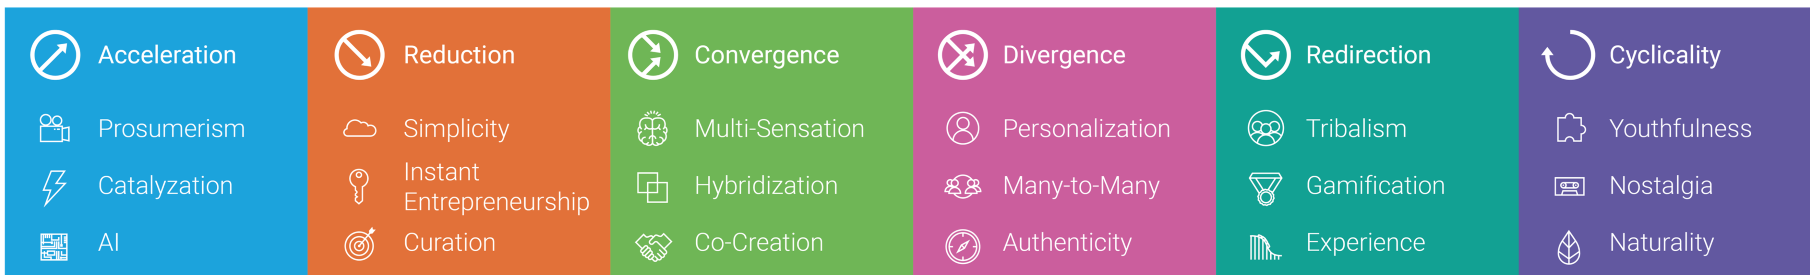 Acceleration
Prosumerism
Catalyzation
AI
Reduction
Simplicity
Instant
Entrepreneurship
Curation
Convergence
Multi-Sensation
Hybridization
Co-Creation
Divergence
Personalization
Many-to-Many
Authenticity
Redirection
Tribalism
Gamification
Experience
Cyclicality
Youthfulness
Nostalgia
Naturality